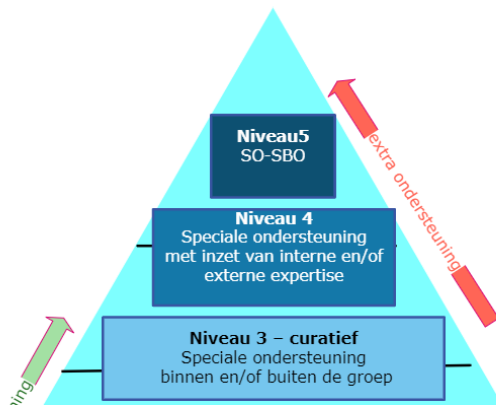 Niveau5
SO-SBO
Niveau 4
Speciale ondersteuning
met inzet van interne en/of
externe expertise
extra ondersteuning
Niveau 3 – curatief
Speciale ondersteuning
binnen en/of buiten de groep